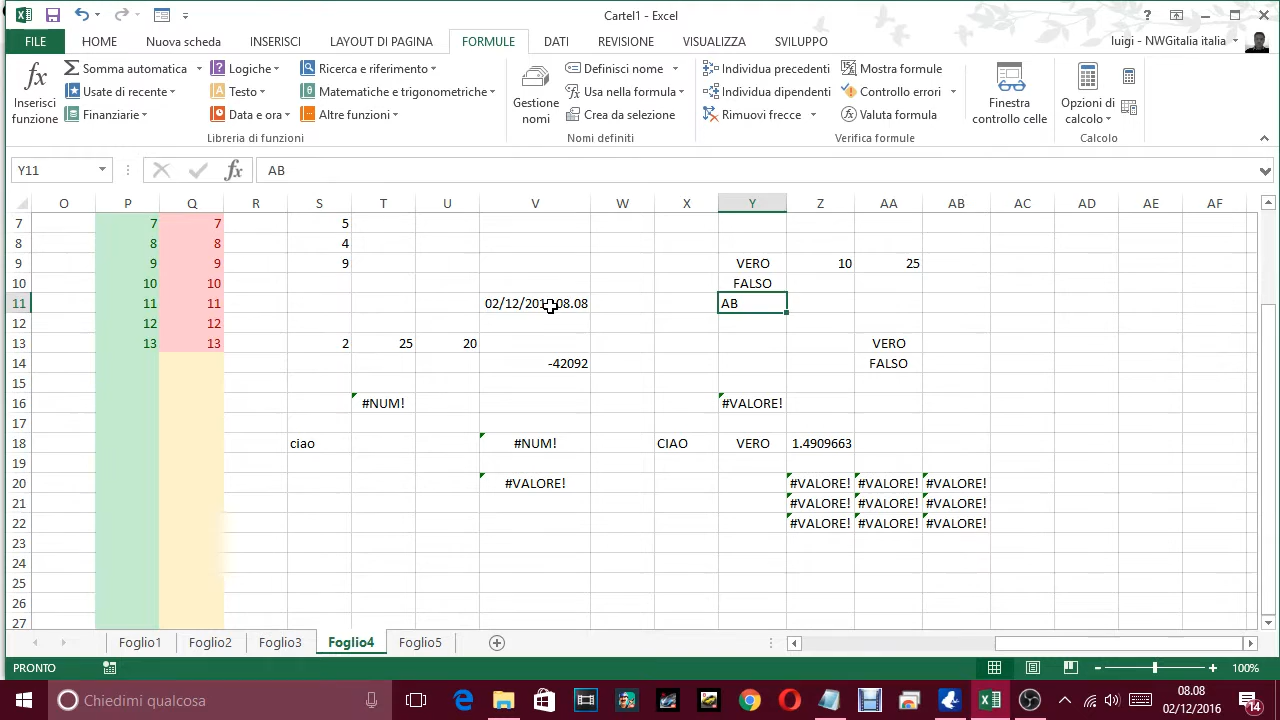 Cartel1 - Excel
?
FILE HOME Nuova scheda INSERISCI LAYOUT DI PAGINA FORMULE DATI REVISIONE VISUALIZZA SVILUPPO luigi - NWGitalia italia
fx Inserisci funzione
Σ Somma automatica
Usate di recente
Finanziarie
Logiche
Testo
Data e ora
Ricerca e riferimento
Matematiche e trigonometriche
Altre funzioni
Libreria di funzioni
Gestione nomi
Definisci nome
Usa nella formula
Crea da selezione
Nomi definiti
Individua precedenti
Individua dipendenti
Rimuovi frecce
Mostra formule
Controllo errori
Valuta formula
Verifica formule
Finestra controllo celle
Opzioni di calcolo
Calcolo
Y11 fx AB
O P Q R S T U V W X Y Z AA AB AC AD AE AF
7 7 7 5
8 8 8 4
9 9 9 9 VERO 10 25
10 10 10 FALSO
11 11 11 02/12/201 08.08 AB
12 12 12
13 13 13 2 25 20 VERO
14 -42092 FALSO
15
16 #NUM! #VALORE!
17
18 ciao #NUM! CIAO VERO 1.4909663
19
20 #VALORE! #VALORE! #VALORE! #VALORE!
21 #VALORE! #VALORE! #VALORE!
22 #VALORE! #VALORE! #VALORE!
23
24
25
26
27
Foglio1 Foglio2 Foglio3 Foglio4 Foglio5
PRONTO 100%
Chiedimi qualcosa
08.08
02/12/2016
14